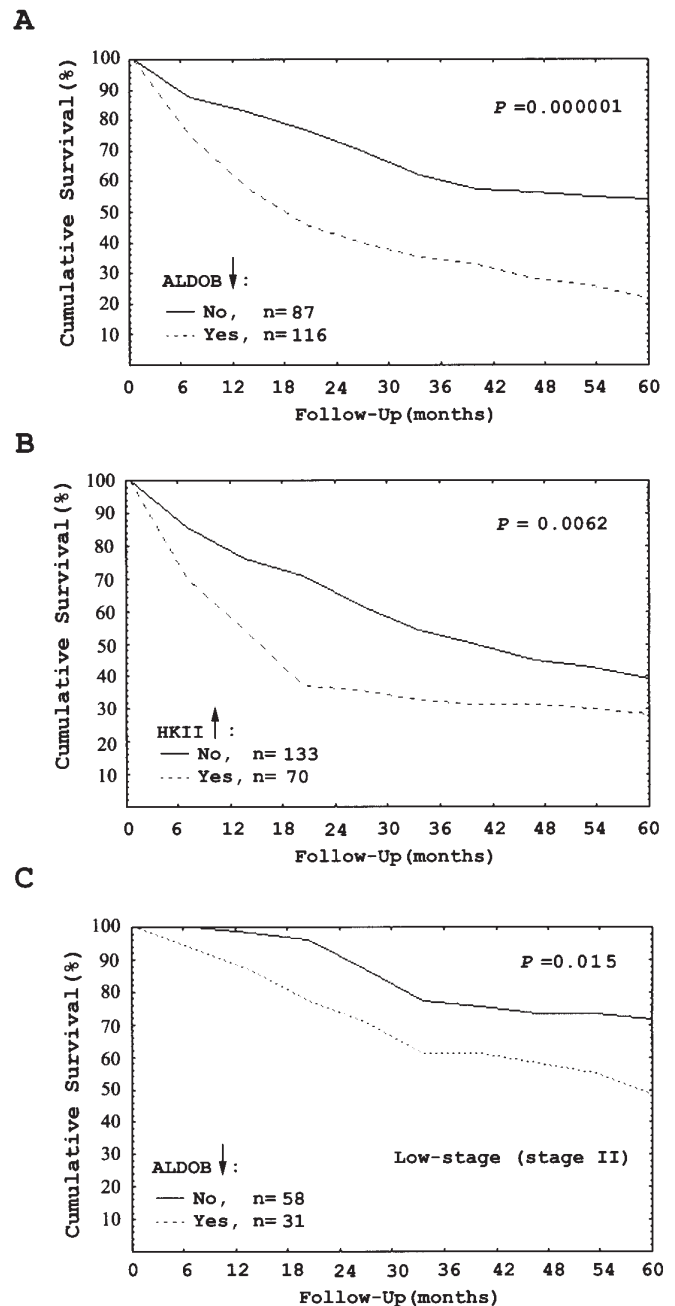 A
Cumulative Survival(%)
100
90
80
70
60
50
40
30
20
10
P =0.000001
ALDOB ↓ :
No, n= 87
Yes, n= 116
0 6 12 18 24 30 36 42 48 54 60
Follow-Up(months)
B
Cumulative Survival(%)
100
90
80
70
60
50
40
30
20
10
P = 0.0062
HKII ↑ :
No, n= 133
Yes, n= 70
0 6 12 18 24 30 36 42 48 54 60
Follow-Up(months)
C
Cumulative Survival(%)
100
90
80
70
60
50
40
30
20
10
P =0.015
Low-stage (stage II)
ALDOB ↓ :
No, n= 58
Yes, n= 31
0 6 12 18 24 30 36 42 48 54 60
Follow-Up(months)